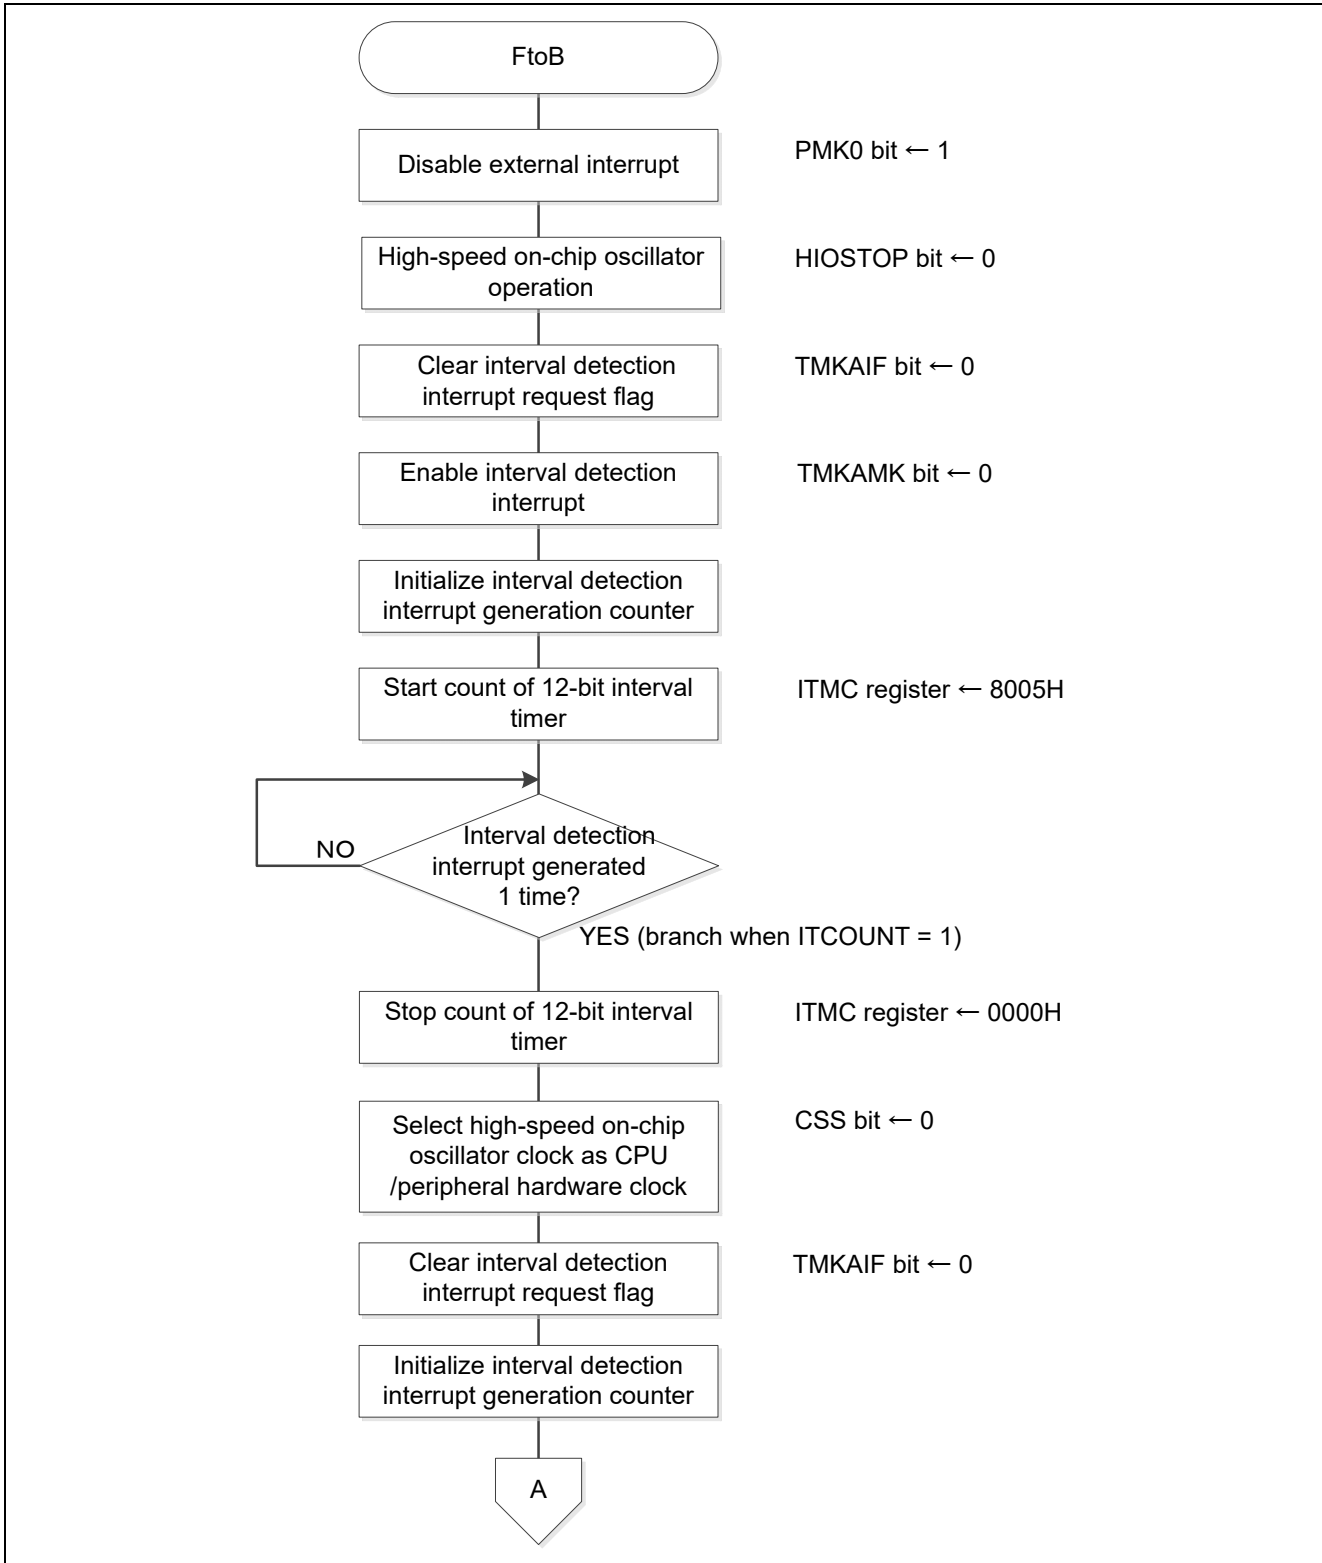 FtoB
Disable external interrupt
PMK0 bit ← 1
High-speed on-chip oscillator
operation
HIOSTOP bit ← 0
Clear interval detection
interrupt request flag
TMKAIF bit ← 0
Enable interval detection
interrupt
TMKAMK bit ← 0
Initialize interval detection
interrupt generation counter
Start count of 12-bit interval
timer
ITMC register ← 8005H
Interval detection
interrupt generated
1 time?
NO
YES (branch when ITCOUNT = 1)
Stop count of 12-bit interval
timer
ITMC register ← 0000H
Select high-speed on-chip
oscillator clock as CPU
/peripheral hardware clock
CSS bit ← 0
Clear interval detection
interrupt request flag
TMKAIF bit ← 0
Initialize interval detection
interrupt generation counter
A